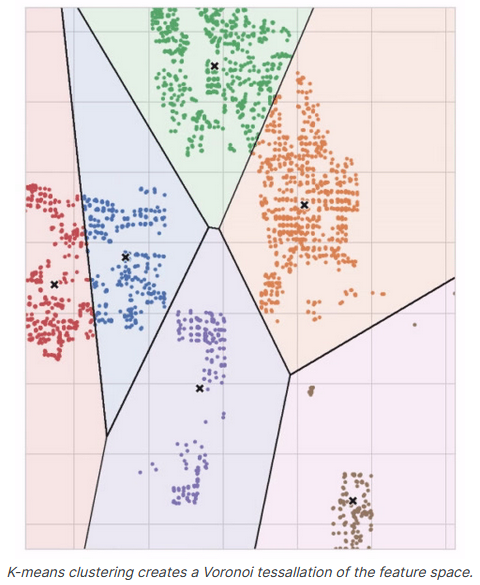 K-means clustering creates a Voronoi tessallation of the feature space.